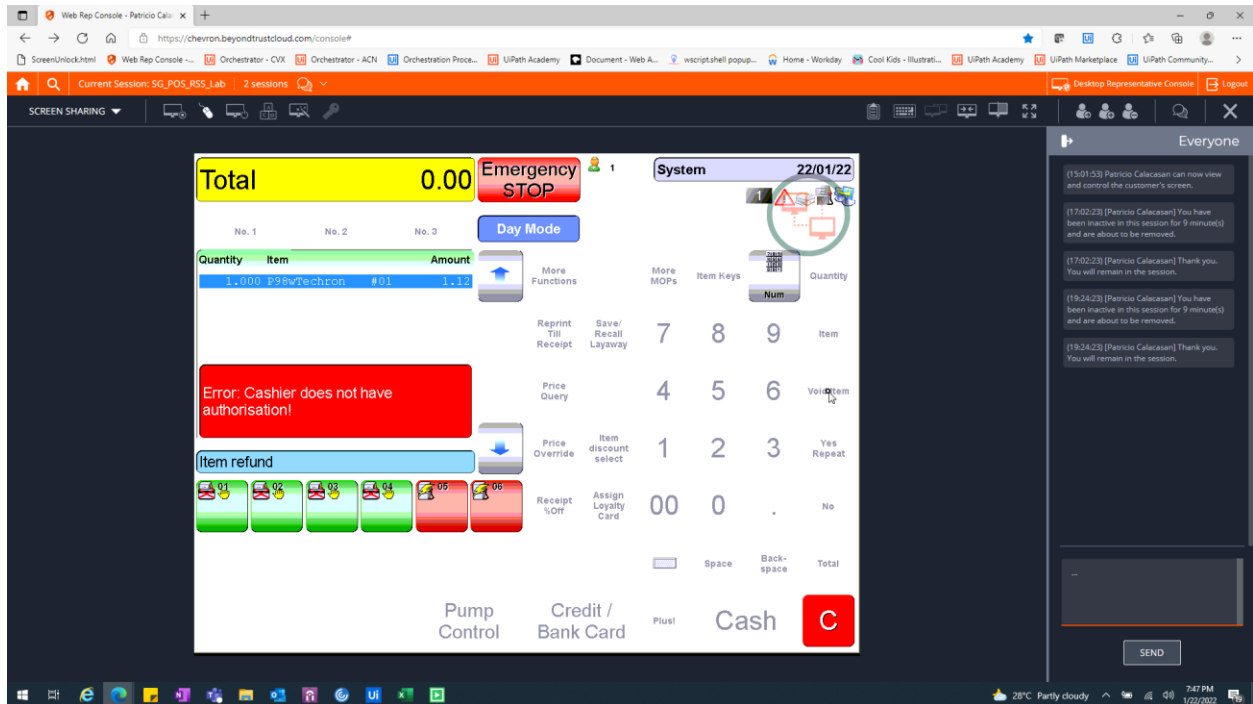 Web Rep Console - Patricio Cala
https://chevron.beyondtrustcloud.com/console#
ScreenUnlock.html
Web Rep Console -...
Orchestrator - CVX
Orchestrator - ACN
Orchestration Proce...
UiPath Academy
Document - Web A...
wscript.shell popup...
Home - Workday
Cool Kids - Illustrati...
UiPath Academy
UiPath Marketplace
UiPath Community...
Current Session: SG_POS_RSS_Lab
2 sessions
Desktop Representative Console
Logout
SCREEN SHARING
Everyone
(15:01:53) Patricio Calacasan can now view
and control the customer's screen.
(17:02:23) [Patricio Calacasan] You have
been inactive in this session for 9 minute(s)
and are about to be removed.
(17:02:23) [Patricio Calacasan] Thank you.
You will remain in the session.
(19:24:23) [Patricio Calacasan] You have
been inactive in this session for 9 minute(s)
and are about to be removed.
(19:24:23) [Patricio Calacasan] Thank you.
You will remain in the session.
...
SEND
Total 0.00
Emergency
STOP
1
System 22/01/22
1
No. 1 No. 2 No. 3
Day Mode
Quantity Item Amount
1.000 P98wTechron #01 1.12
More
Functions
More
MOPs
Item Keys
Num
Quantity
Reprint
Till
Receipt
Save/
Recall
Layaway
7 8 9
Item
Error: Cashier does not have
authorisation!
Price
Query
4 5 6
Void Item
Item refund
Price
Override
Item
discount
select
1 2 3
Yes
Repeat
01 02 03 04 05 06
Receipt
%Off
Assign
Loyalty
Card
00 0 .
No
Space
Back-
space
Total
Pump
Control
Credit /
Bank Card
Plus!
Cash
C
28°C Partly cloudy
7:47 PM
1/22/2022